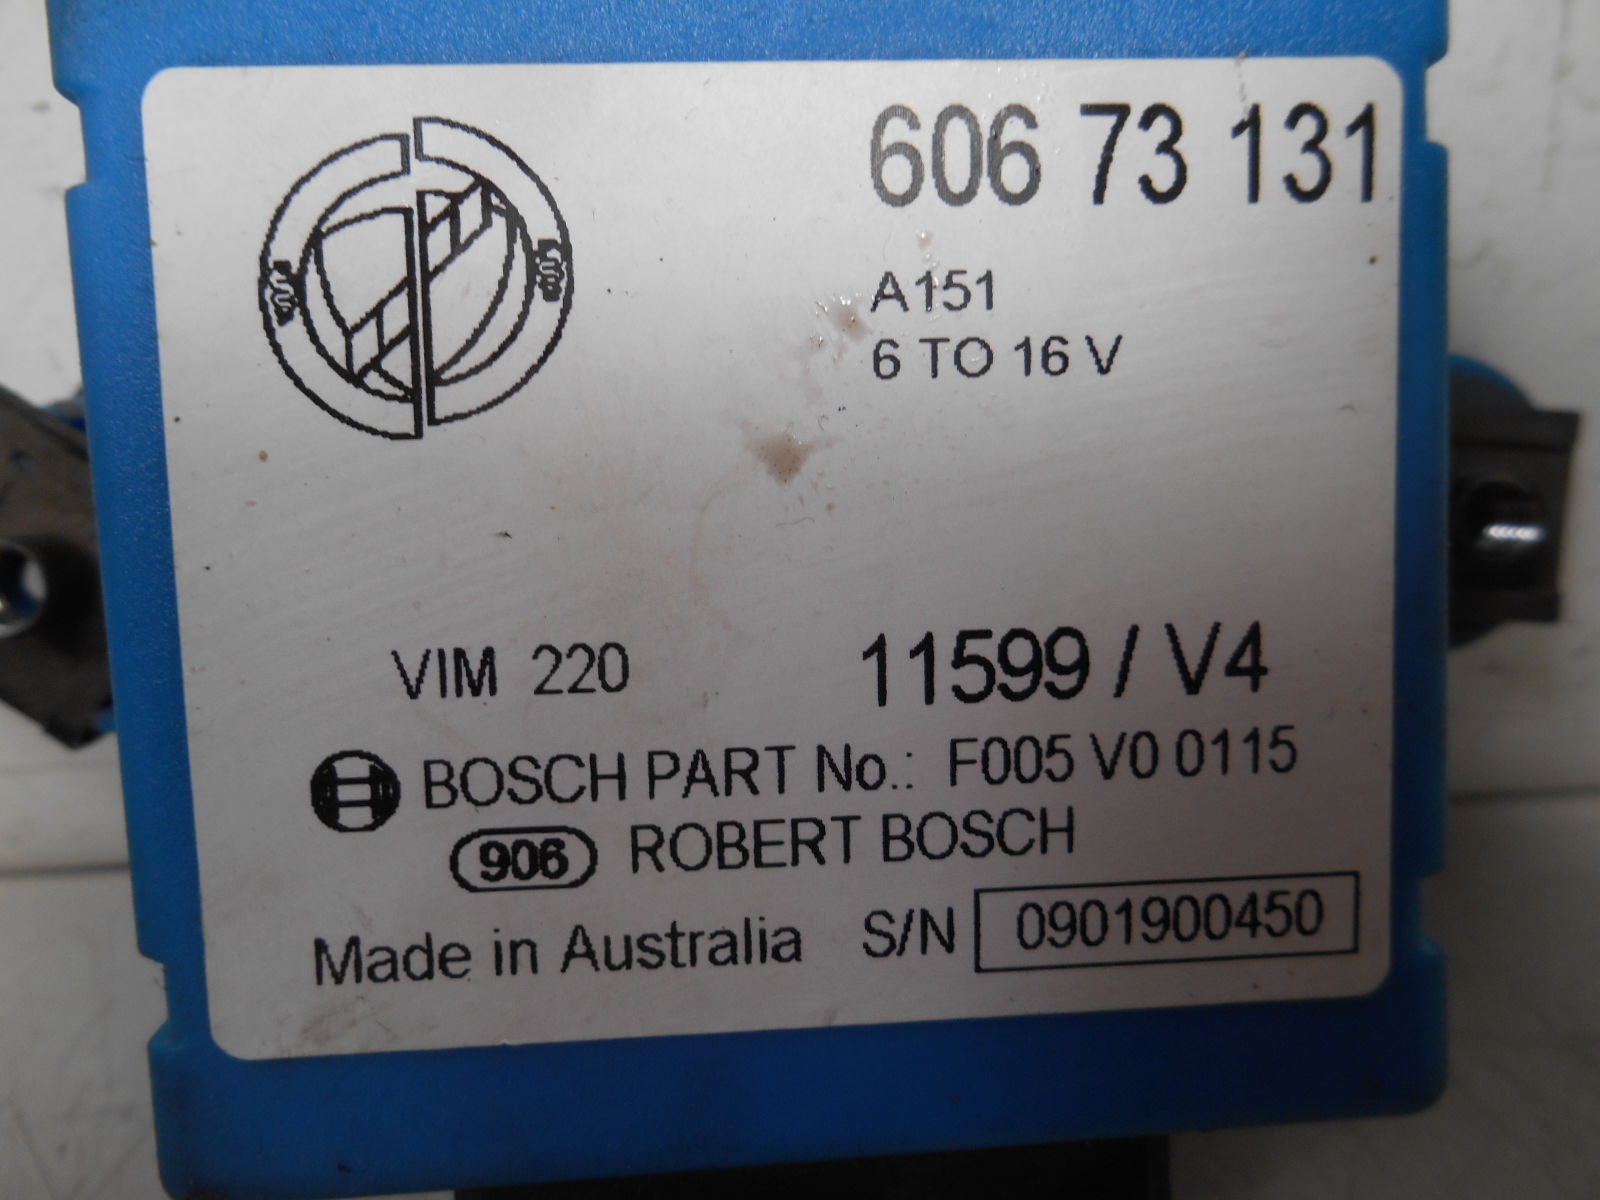 606 73 131
A151
6 TO 16 V
VIM 220 11599 / V4
BOSCH PART No.: F005 V0 0115
906 ROBERT BOSCH
Made in Australia S/N 0901900450